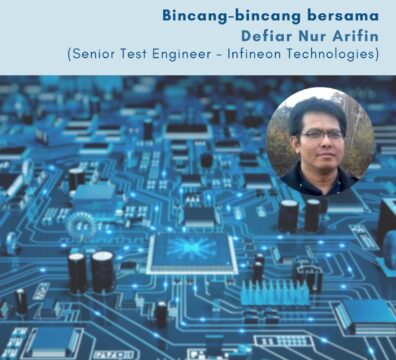 Bincang-bincang bersama
Defiar Nur Arifin
(Senior Test Engineer - Infineon Technologies)